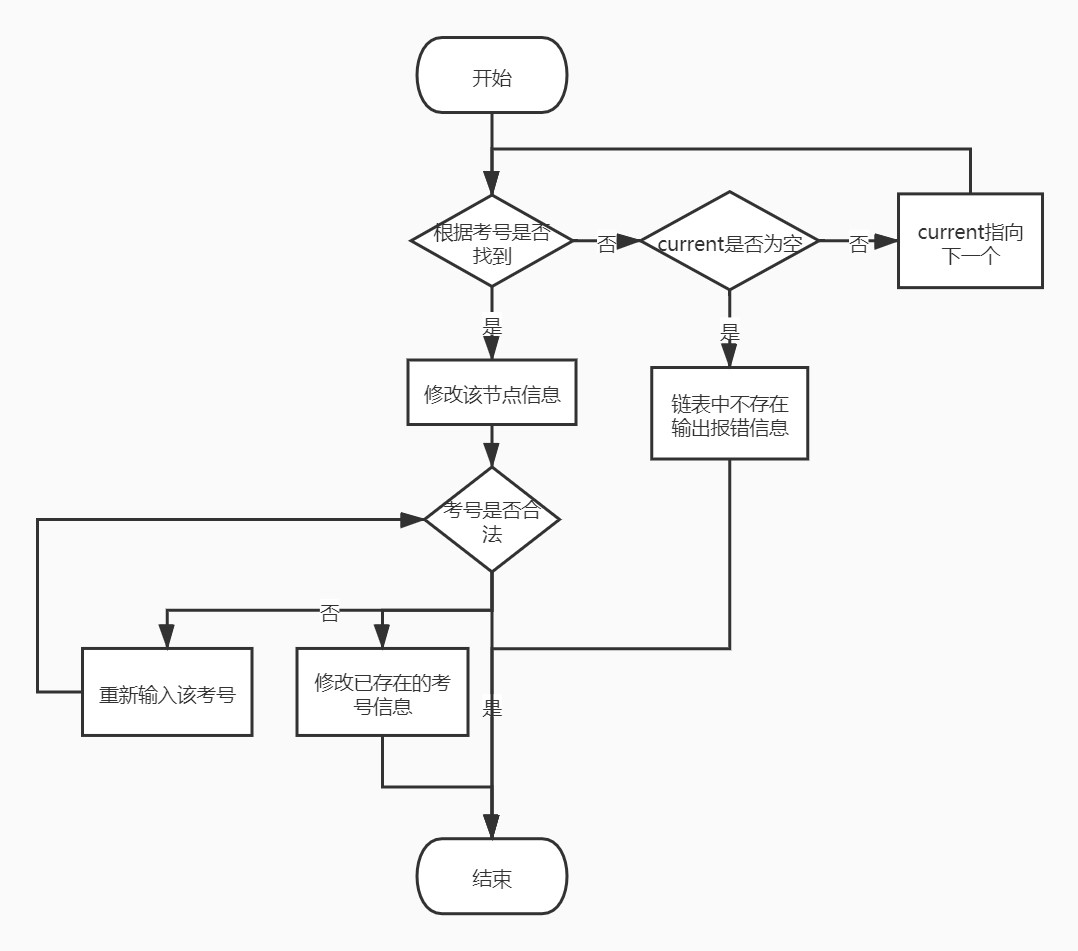 开始
根据考号是否
找到
否
current是否为空
否
current指向
下一个
是
是
修改该节点信息
链表中不存在
输出报错信息
考号是否合
法
否
重新输入该考号
修改已存在的考
号信息
是
结束